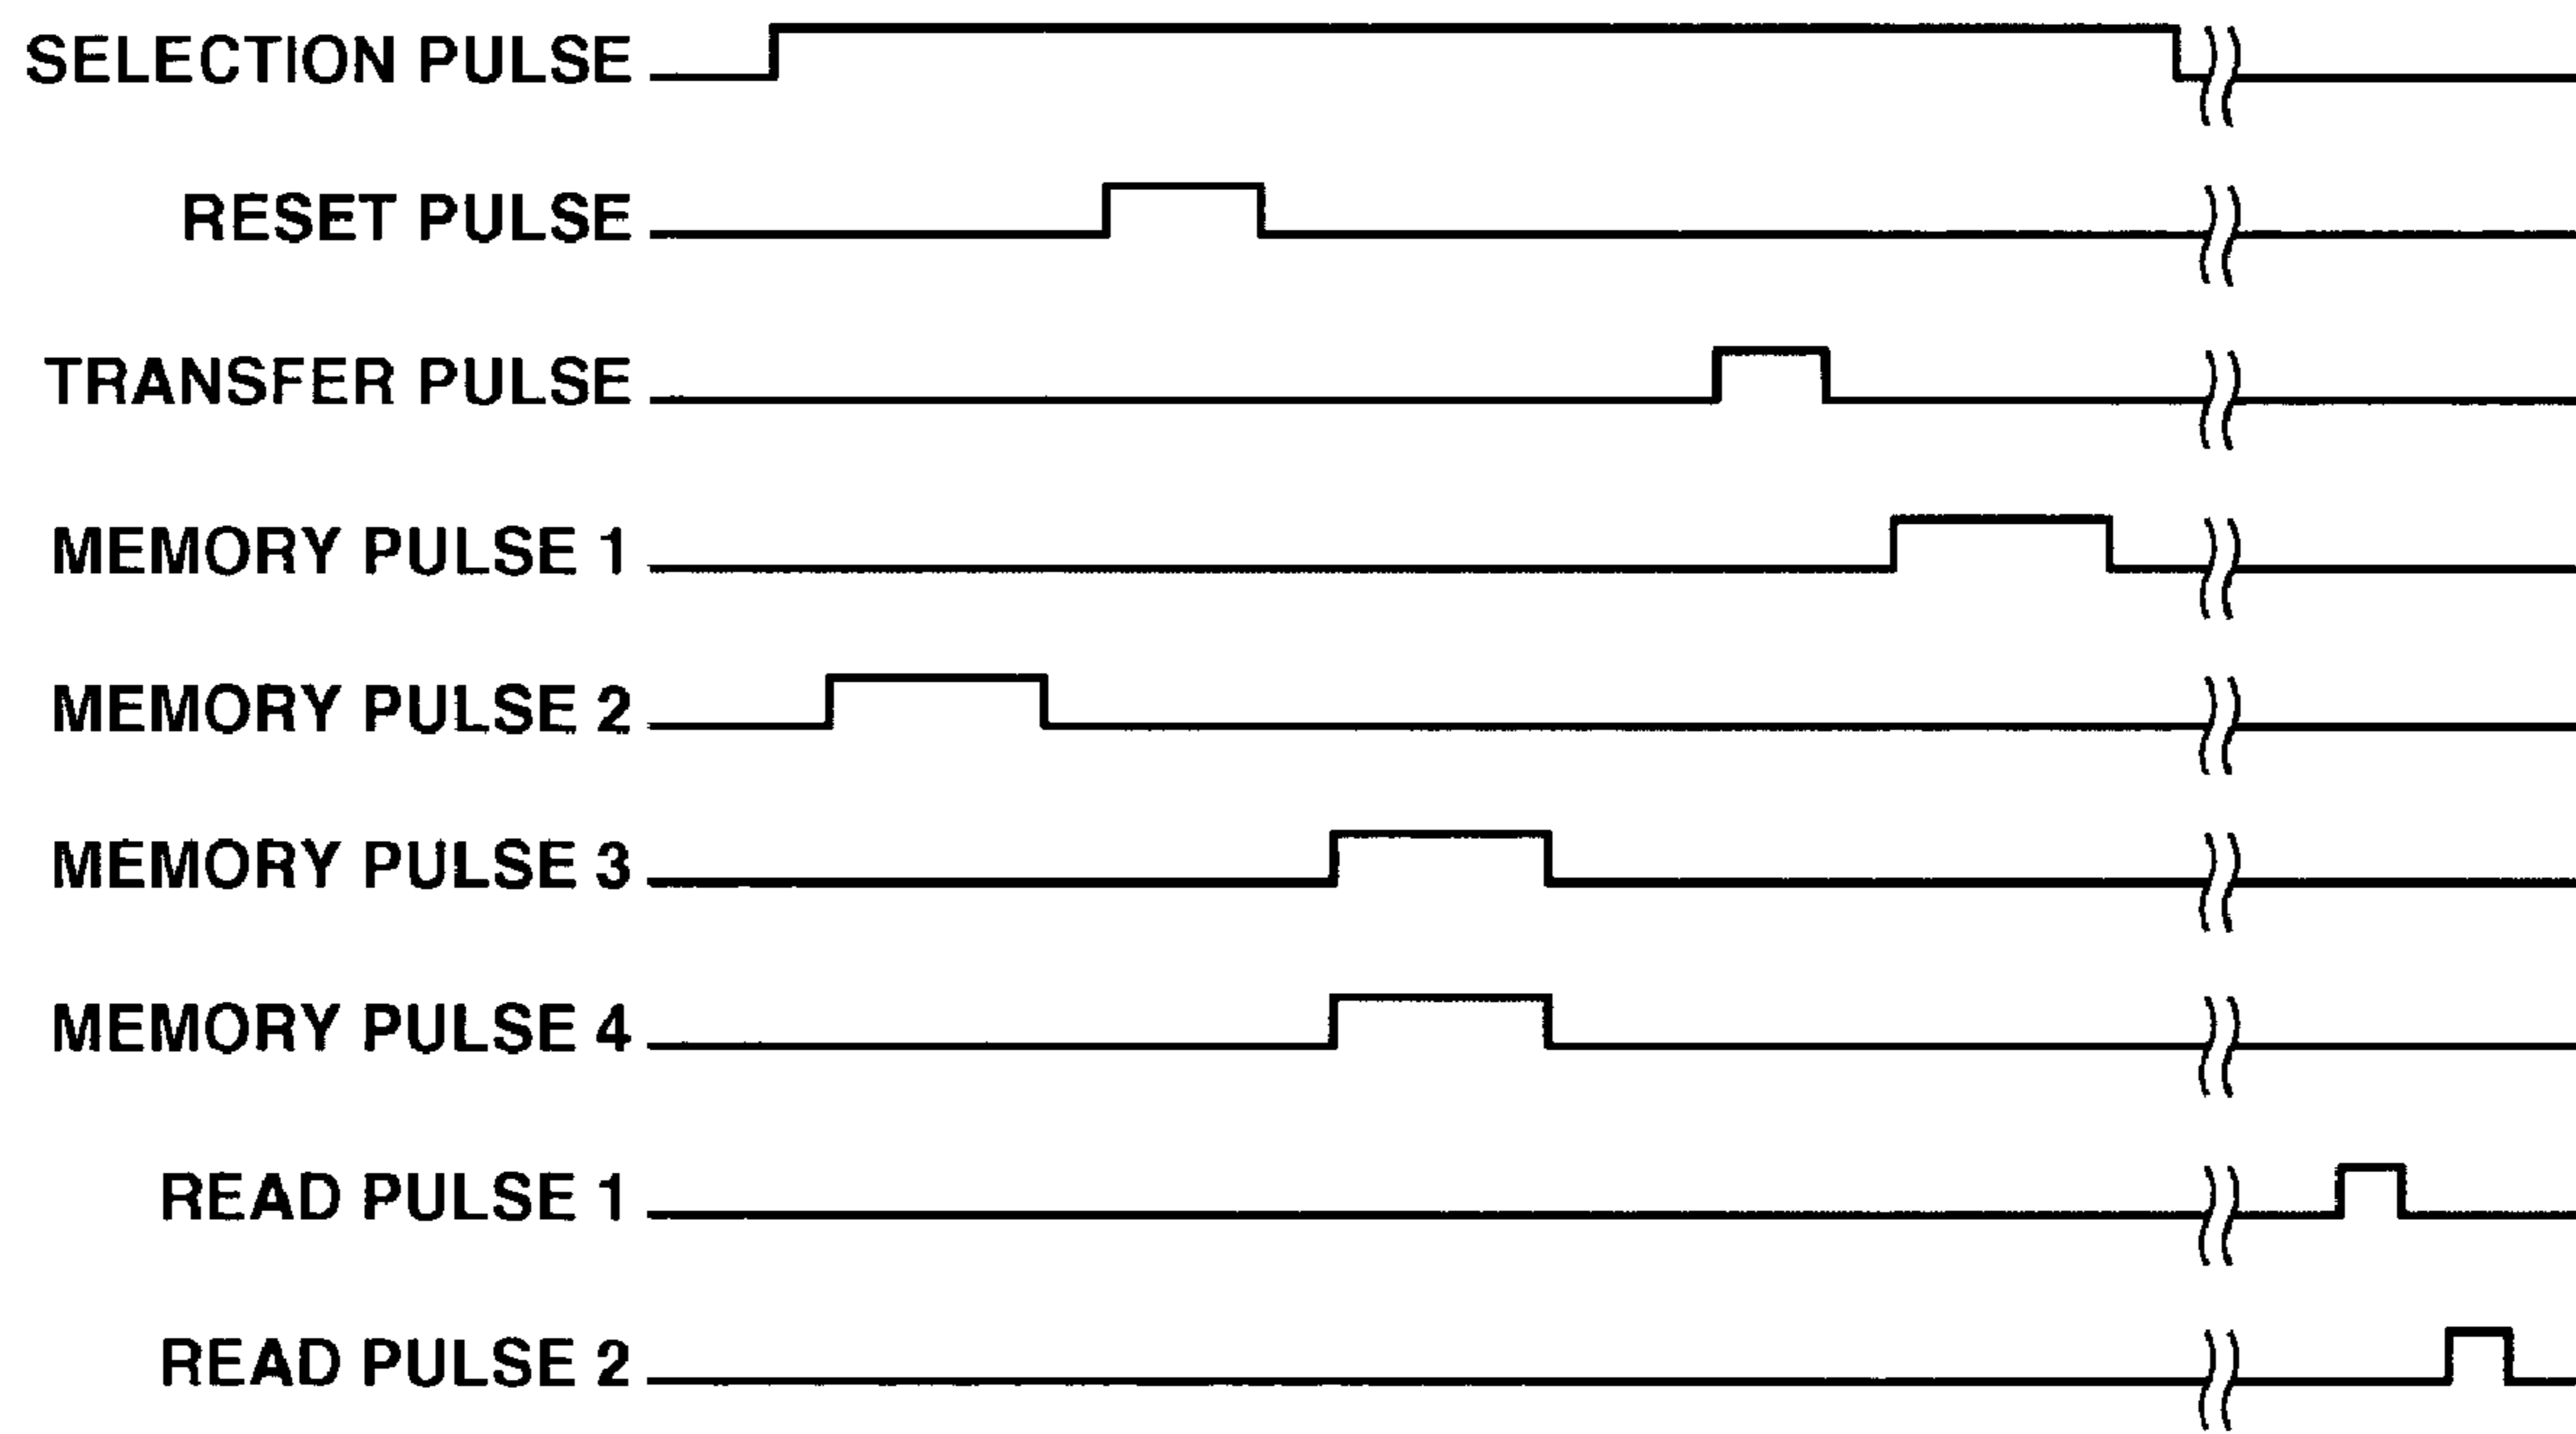 SELECTION PULSE
RESET PULSE
TRANSFER PULSE
MEMORY PULSE 1
MEMORY PULSE 2
MEMORY PULSE 3
MEMORY PULSE 4
READ PULSE 1
READ PULSE 2